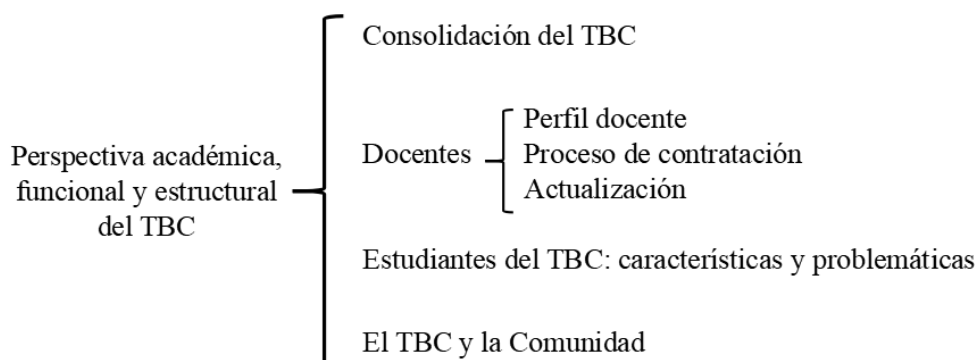 Consolidación del TBC
Perspectiva académica,
funcional y estructural
del TBC
Docentes
Perfil docente
Proceso de contratación
Actualización
Estudiantes del TBC: características y problemáticas
El TBC y la Comunidad